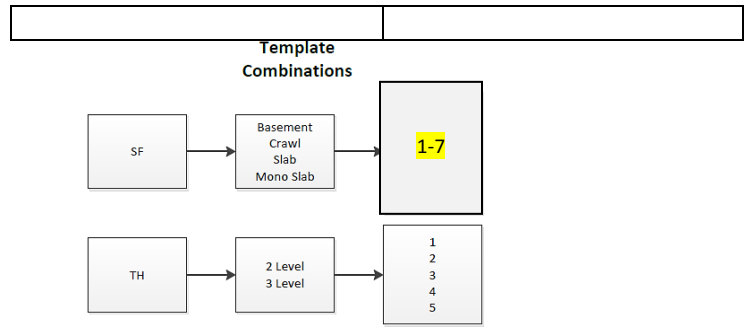 Template
Combinations
SF
Basement
Crawl
Slab
Mono Slab
1-7
TH
2 Level
3 Level
1
2
3
4
5